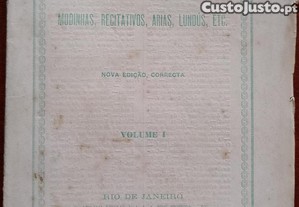 CustoJusto.pt
MODINHAS, RECITATIVOS, ARIAS, LUNDUS, ETC.
NOVA EDIÇÃO, CORRECTA
VOLUME I
RIO DE JANEIRO